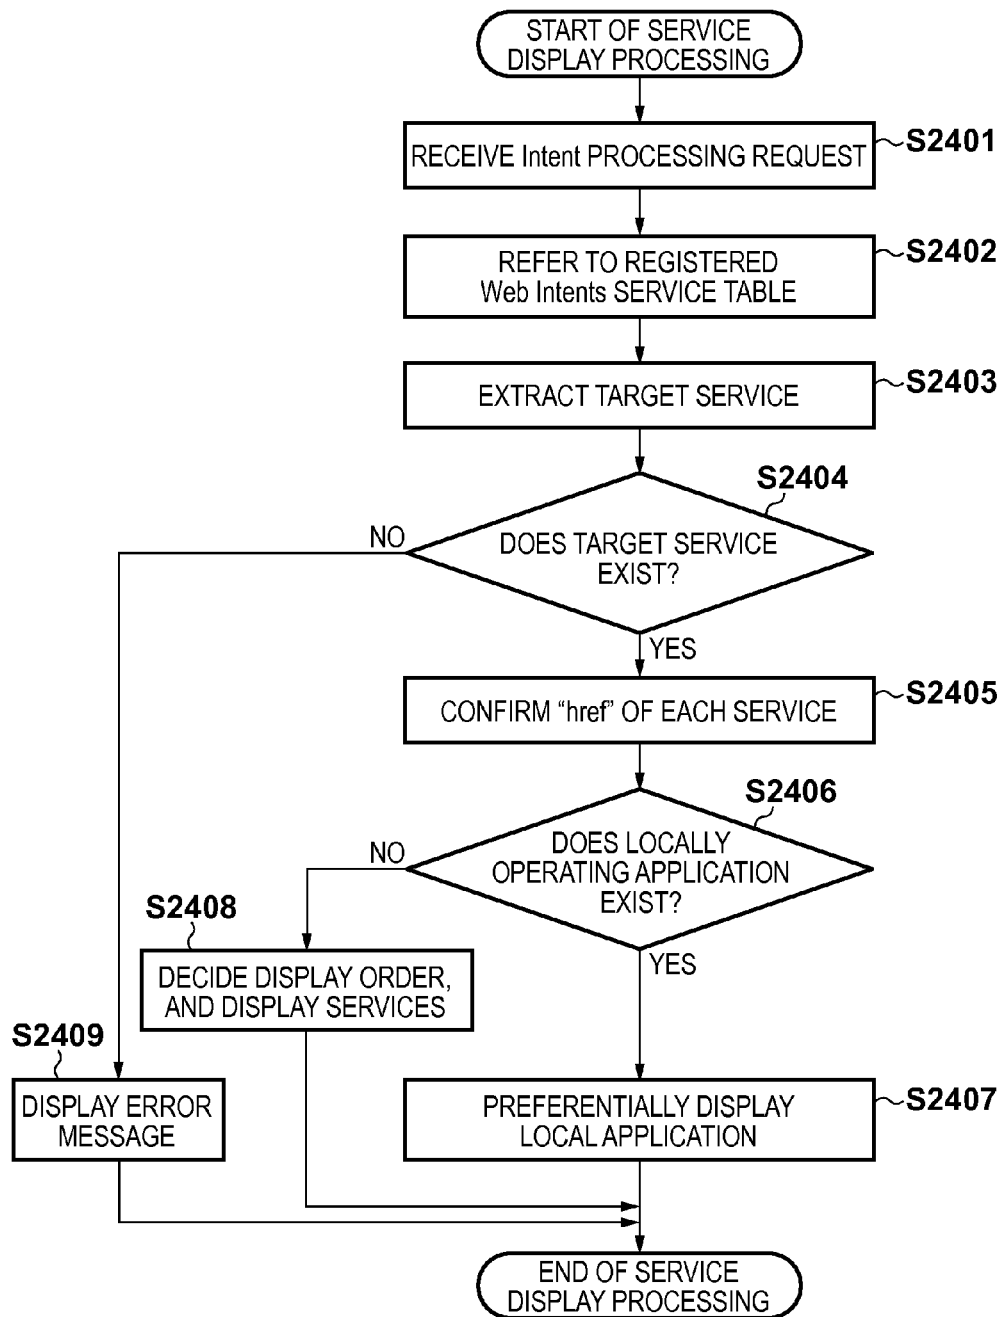 START OF SERVICE
DISPLAY PROCESSING
S2401
RECEIVE Intent PROCESSING REQUEST
S2402
REFER TO REGISTERED
Web Intents SERVICE TABLE
S2403
EXTRACT TARGET SERVICE
S2404
NO
DOES TARGET SERVICE
EXIST?
YES
S2405
CONFIRM “href” OF EACH SERVICE
S2406
NO
DOES LOCALLY
OPERATING APPLICATION
EXIST?
YES
S2408
DECIDE DISPLAY ORDER,
AND DISPLAY SERVICES
S2409
DISPLAY ERROR
MESSAGE
S2407
PREFERENTIALLY DISPLAY
LOCAL APPLICATION
END OF SERVICE
DISPLAY PROCESSING